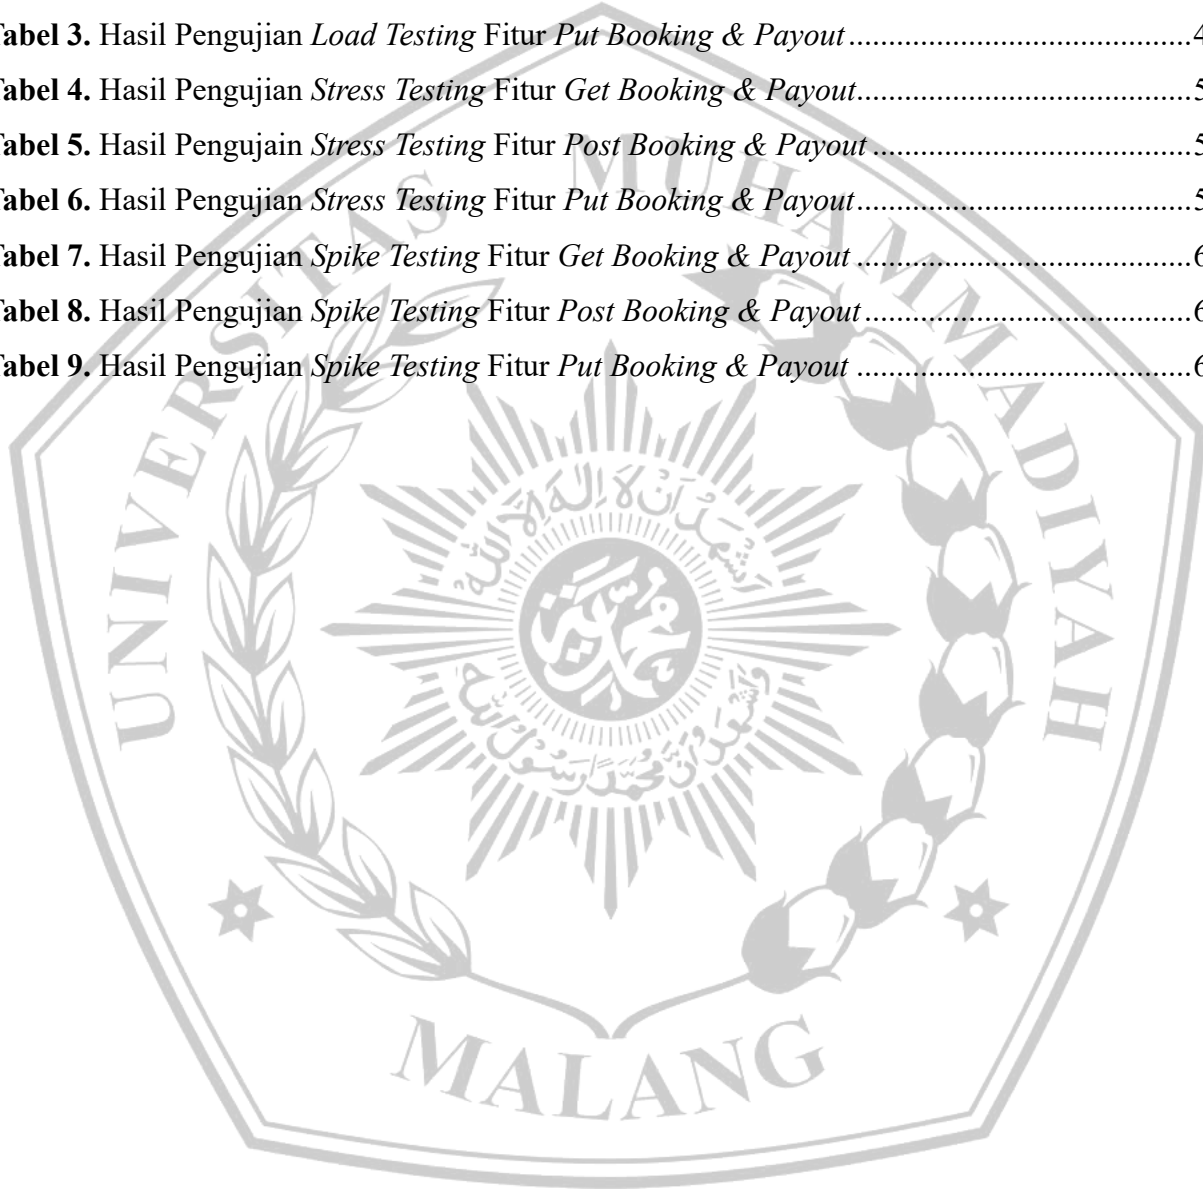 Tabel 3. Hasil Pengujian Load Testing Fitur Put Booking & Payout...........................................4
Tabel 4. Hasil Pengujian Stress Testing Fitur Get Booking & Payout..........................................5
Tabel 5. Hasil Pengujain Stress Testing Fitur Post Booking & Payout ........................................5
Tabel 6. Hasil Pengujian Stress Testing Fitur Put Booking & Payout..........................................5
Tabel 7. Hasil Pengujian Spike Testing Fitur Get Booking & Payout ..........................................6
Tabel 8. Hasil Pengujian Spike Testing Fitur Post Booking & Payout.........................................6
Tabel 9. Hasil Pengujian Spike Testing Fitur Put Booking & Payout ..........................................6
UNIVERSITAS MUHAMMADIYAH
MALANG